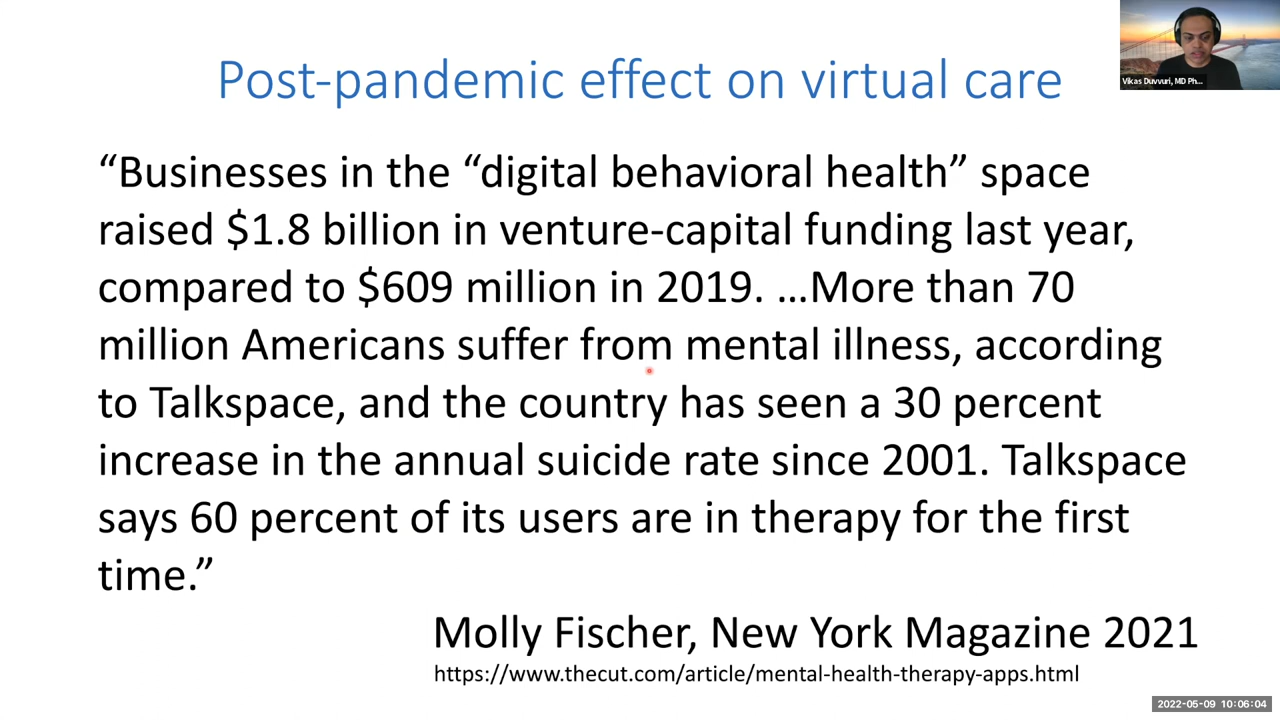 Post-pandemic effect on virtual care
Vikas Duvvuri, MD Ph...
“Businesses in the “digital behavioral health” space
raised $1.8 billion in venture-capital funding last year,
compared to $609 million in 2019. …More than 70
million Americans suffer from mental illness, according
to Talkspace, and the country has seen a 30 percent
increase in the annual suicide rate since 2001. Talkspace
says 60 percent of its users are in therapy for the first
time.”
Molly Fischer, New York Magazine 2021
https://www.thecut.com/article/mental-health-therapy-apps.html
2022-05-09 10:06:04